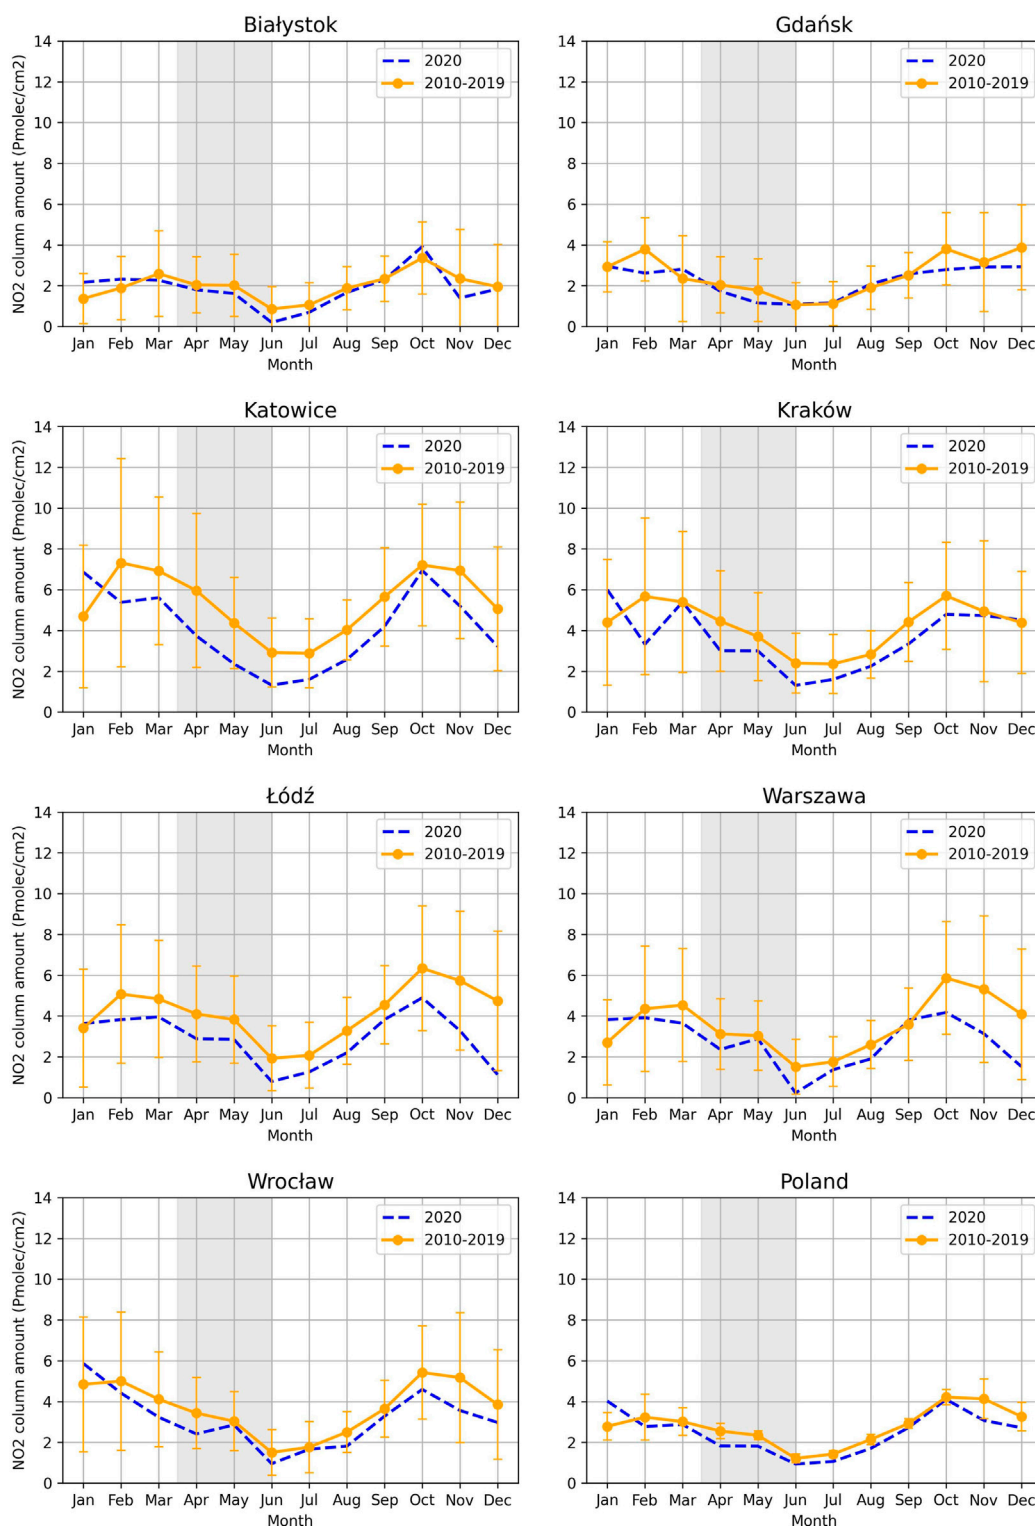 Białystok
14
12
10
8
6
4
2
0
NO2 column amount (Pmolec/cm2)
2020
2010-2019
Jan Feb Mar Apr May Jun Jul Aug Sep Oct Nov Dec
Month
Gdańsk
14
12
10
8
6
4
2
0
2020
2010-2019
Jan Feb Mar Apr May Jun Jul Aug Sep Oct Nov Dec
Month
Katowice
14
12
10
8
6
4
2
0
NO2 column amount (Pmolec/cm2)
2020
2010-2019
Jan Feb Mar Apr May Jun Jul Aug Sep Oct Nov Dec
Month
Kraków
14
12
10
8
6
4
2
0
2020
2010-2019
Jan Feb Mar Apr May Jun Jul Aug Sep Oct Nov Dec
Month
Łódź
14
12
10
8
6
4
2
0
NO2 column amount (Pmolec/cm2)
2020
2010-2019
Jan Feb Mar Apr May Jun Jul Aug Sep Oct Nov Dec
Month
Warszawa
14
12
10
8
6
4
2
0
2020
2010-2019
Jan Feb Mar Apr May Jun Jul Aug Sep Oct Nov Dec
Month
Wrocław
14
12
10
8
6
4
2
0
NO2 column amount (Pmolec/cm2)
2020
2010-2019
Jan Feb Mar Apr May Jun Jul Aug Sep Oct Nov Dec
Month
Poland
14
12
10
8
6
4
2
0
2020
2010-2019
Jan Feb Mar Apr May Jun Jul Aug Sep Oct Nov Dec
Month